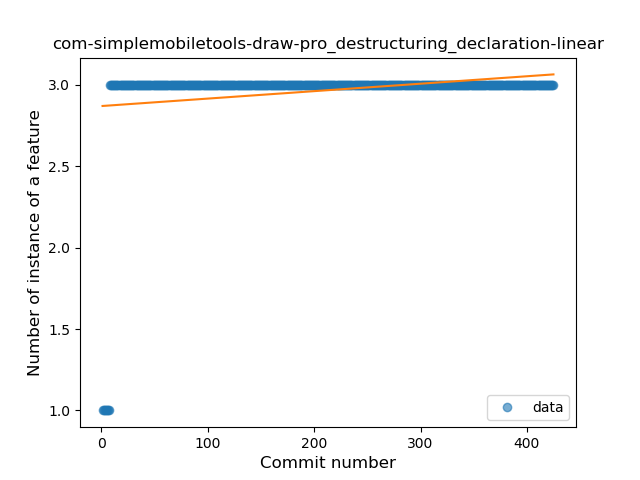 com-simplemobiletools-draw-pro_destructuring_declaration-linear
Number of instance of a feature
3.0
2.5
2.0
1.5
1.0
0
100
200
300
400
Commit number
data